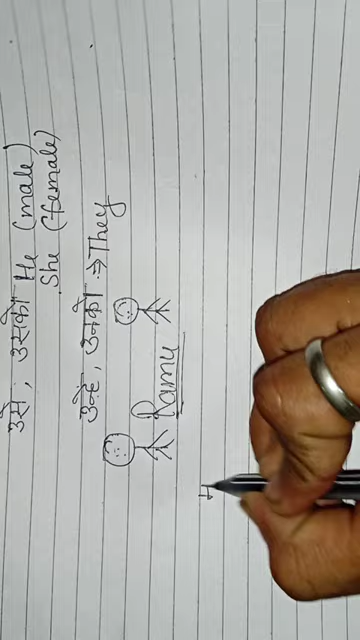 उसे, उसको He (male)
She (female)
उन्हें, उनको → They
Ramu